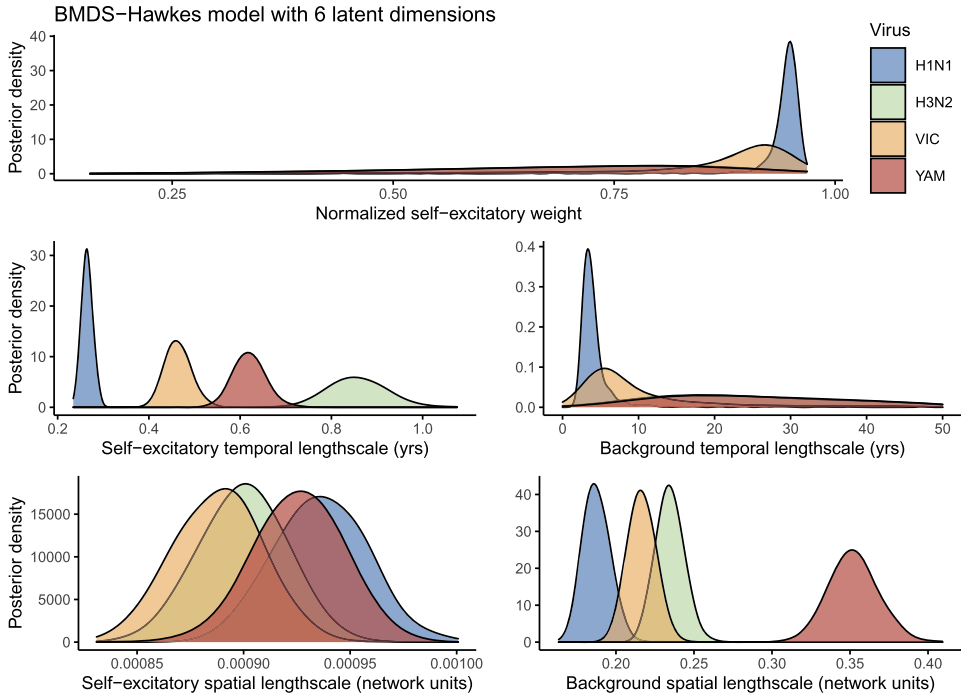 BMDS−Hawkes model with 6 latent dimensions
Posterior density
40
30
20
10
0
0.25 0.50 0.75 1.00
Normalized self−excitatory weight
Virus
H1N1
H3N2
VIC
YAM
Posterior density
30
20
10
0
0.2 0.4 0.6 0.8 1.0
Self−excitatory temporal lengthscale (yrs)
0.4
0.3
0.2
0.1
0.0
0 10 20 30 40 50
Background temporal lengthscale (yrs)
Posterior density
15000
10000
5000
0
0.00085 0.00090 0.00095 0.00100
Self−excitatory spatial lengthscale (network units)
40
30
20
10
0
0.20 0.25 0.30 0.35 0.40
Background spatial lengthscale (network units)